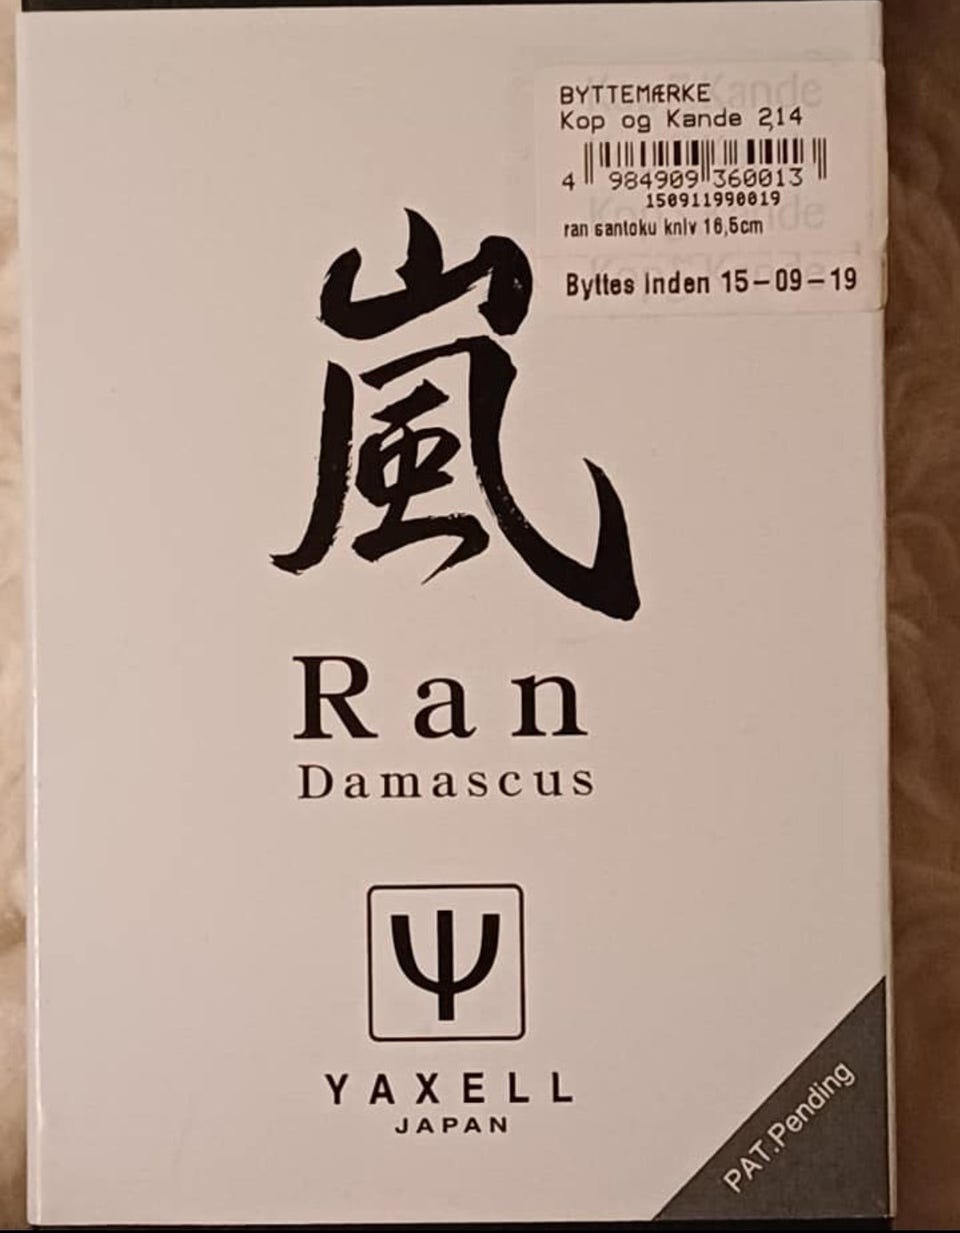 BYTTEMÆRKE
Kop og Kande 214
4 984909 360013
150911990019
ran santoku kniv 16,5cm
Byttes Inden 15-09-19
嵐
Ran
Damascus
Ψ
YAXELL
JAPAN
PAT.Pending